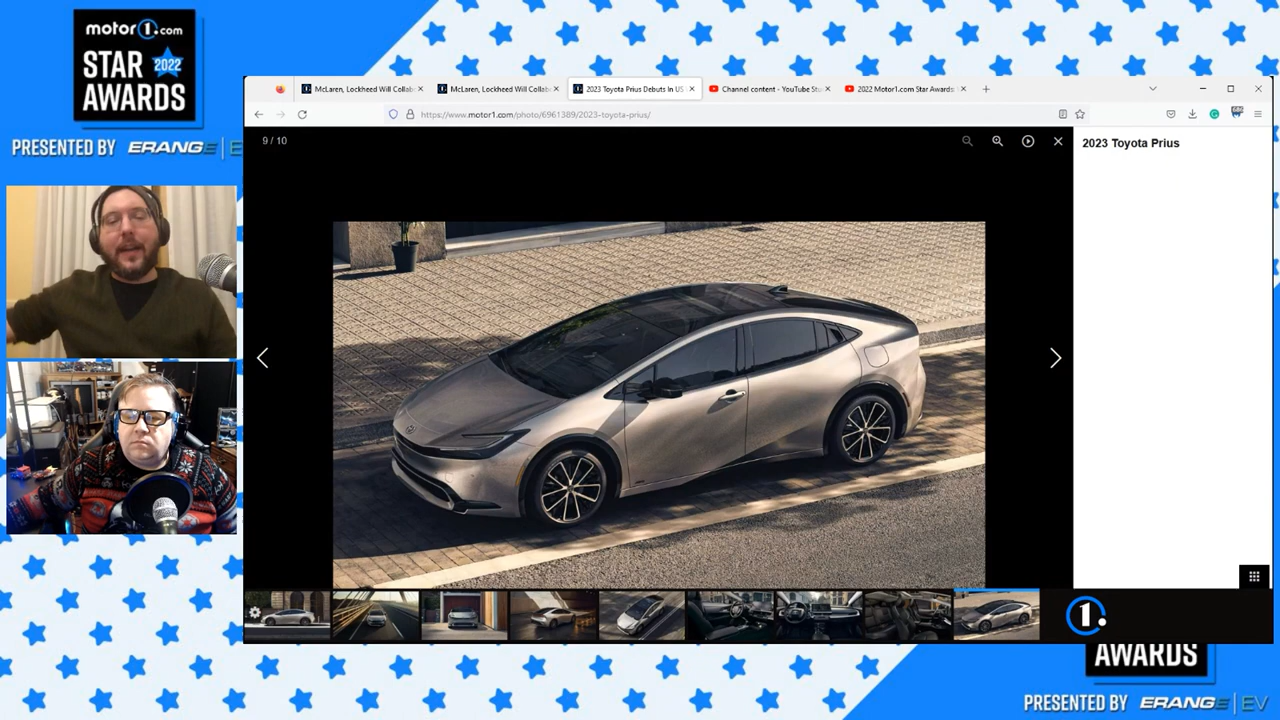 motor1.com
STAR 2022
AWARDS
PRESENTED BY ERANGE | E
McLaren, Lockheed Will Collab
McLaren, Lockheed Will Collab
2023 Toyota Prius Debuts In US
Channel content - YouTube Stu
2022 Motor1.com Star Awards
https://www.motor1.com/photo/6961389/2023-toyota-prius/
9 / 10
2023 Toyota Prius
1.
AWARDS
PRESENTED BY ERANGE | EV